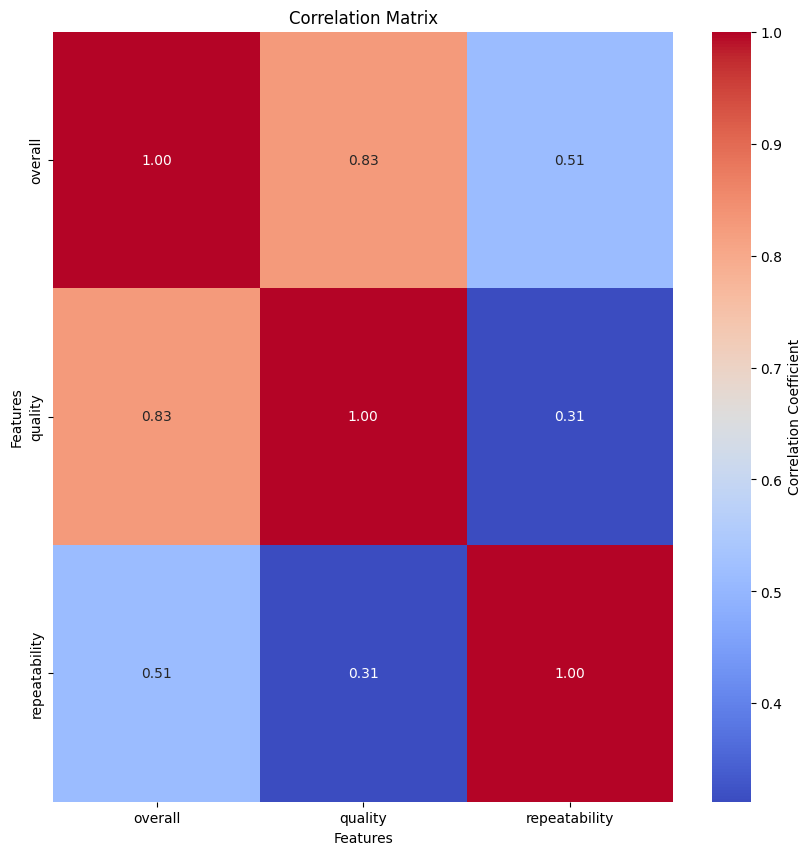 Correlation Matrix
overall
1.00 0.83 0.51
Features
quality
0.83 1.00 0.31
repeatability
0.51 0.31 1.00
overall quality repeatability
Features
1.0
0.9
0.8
0.7
0.6
0.5
0.4
Correlation Coefficient